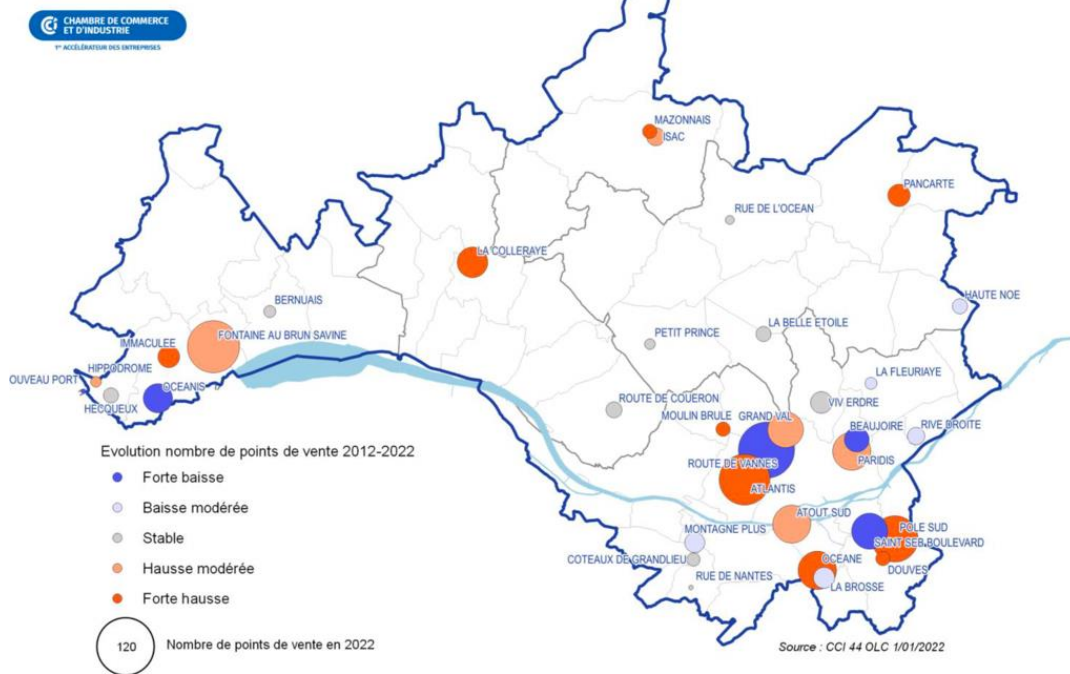 CHAMBRE DE COMMERCE
ET D'INDUSTRIE
1er ACCÉLÉRATEUR DES ENTREPRISES
MAZONNAIS
ISAC
PANCARTE
RUE DE L'OCEAN
LA COLLERAYE
HAUTE NOE
BERNUAIS
FONTAINE AU BRUN SAVINE
PETIT PRINCE
LA BELLE ETOILE
IMMACULEE
HIPPODROME
OUVEAU PORT
OCEANIS
HECQUEUX
LA FLEURIAYE
ROUTE DE COUERON
VIV ERDRE
MOULIN BRULE
GRAND VAL
BEAUJOIRE
RIVE DROITE
PARIDIS
ROUTE DE VANNES
ATLANTIS
ATOUT SUD
MONTAGNE PLUS
POLE SUD
SAINT SEB BOULEVARD
COTEAUX DE GRANDLIEU
OCEANE
DOUVES
RUE DE NANTES
LA BROSSE
Evolution nombre de points de vente 2012-2022
Forte baisse
Baisse modérée
Stable
Hausse modérée
Forte hausse
120
Nombre de points de vente en 2022
Source : CCI 44 OLC 1/01/2022